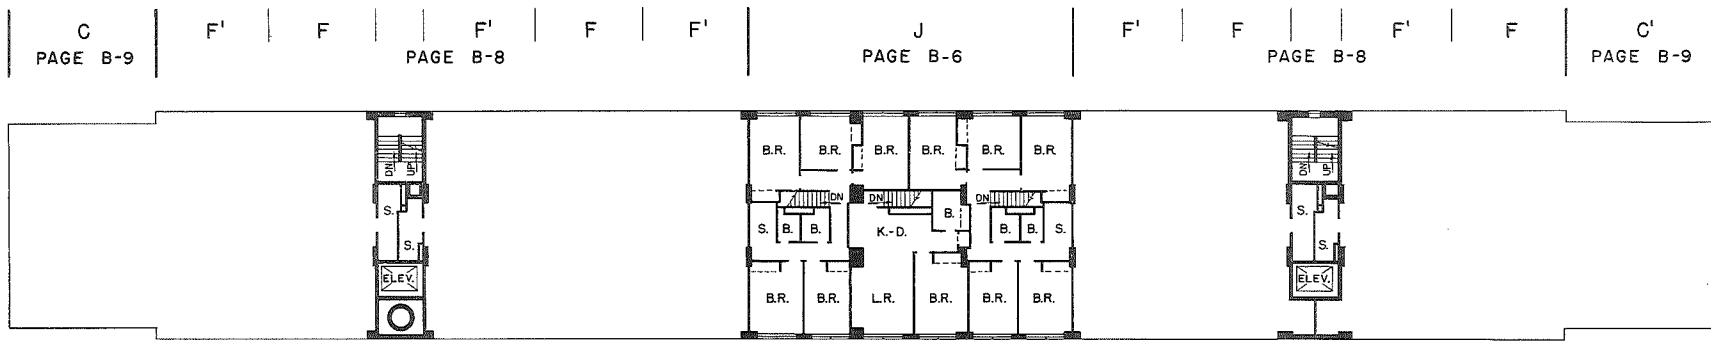 C F' F F' F F' J F' F F' F C'
PAGE B-9 PAGE B-8 PAGE B-6 PAGE B-8 PAGE B-9
B.R. B.R. B.R. B.R. B.R. B.R.
DN UP DN UP
DN DN DN
S. B. S.
S. B. B. K.-D. B. B. S.
S. S.
ELEV. ELEV.
B.R. B.R. L.R. B.R. B.R. B.R.